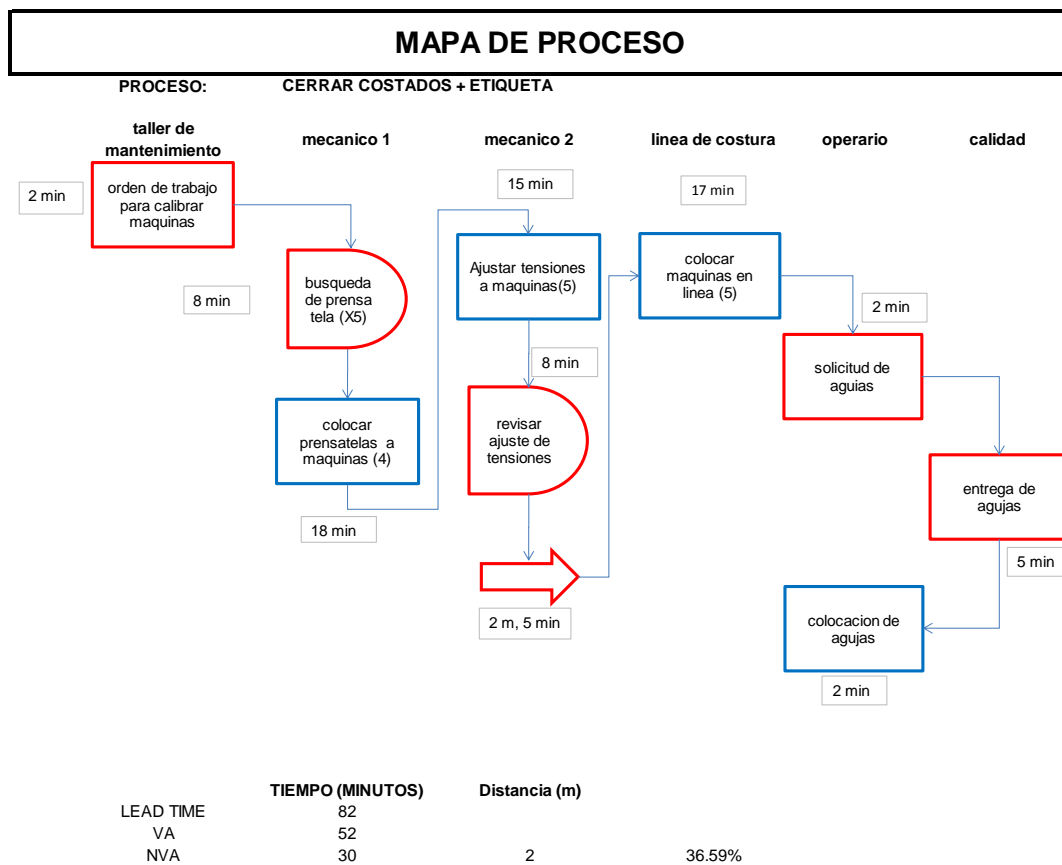 MAPA DE PROCESO
PROCESO: CERRAR COSTADOS + ETIQUETA
taller de
mantenimiento
mecanico 1
mecanico 2
linea de costura
operario
calidad
2 min
orden de trabajo
para calibrar
maquinas
8 min
busqueda
de prensa
tela (X5)
colocar
prensatelas a
maquinas (4)
18 min
15 min
Ajustar tensiones
a maquinas(5)
8 min
revisar
ajuste de
tensiones
2 m, 5 min
17 min
colocar
maquinas en
linea (5)
2 min
solicitud de
aguias
entrega de
agujas
5 min
colocacion de
agujas
2 min
TIEMPO (MINUTOS) Distancia (m)
LEAD TIME 82
VA 52
NVA 30 2 36.59%